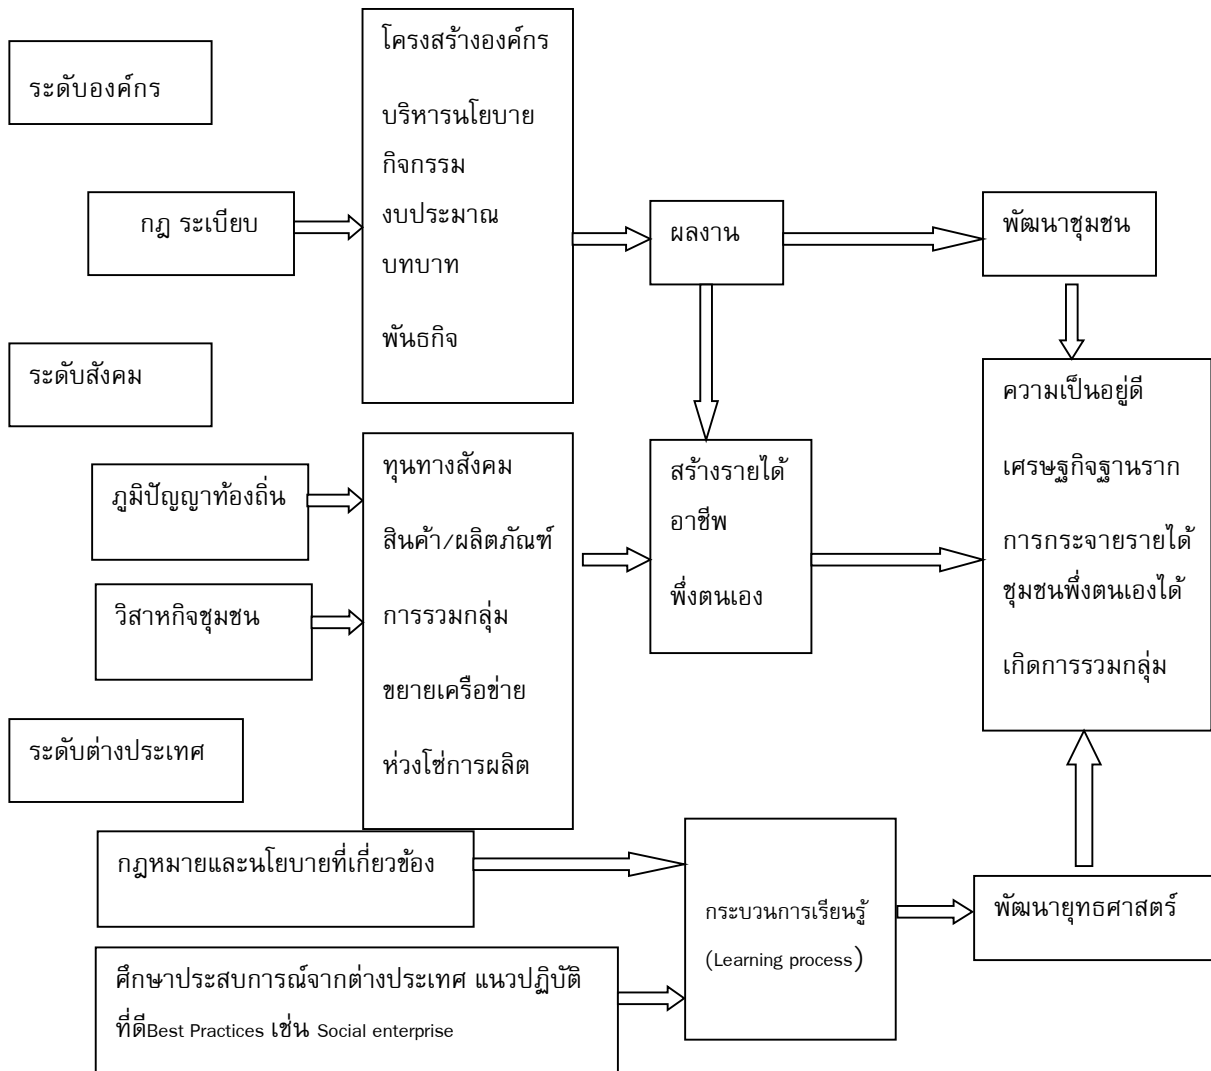 ระดับองค์กร
โครงสร้างองค์กร
บริหารนโยบาย
กิจกรรม
งบประมาณ
บทบาท
พันธกิจ
กฎ ระเบียบ
ผลงาน
พัฒนาชุมชน
ระดับสังคม
ภูมิปัญญาท้องถิ่น
วิสาหกิจชุมชน
ทุนทางสังคม
สินค้า/ผลิตภัณฑ์
การรวมกลุ่ม
ขยายเครือข่าย
ห่วงโซ่การผลิต
สร้างรายได้
อาชีพ
พึ่งตนเอง
ความเป็นอยู่ดี
เศรษฐกิจฐานราก
การกระจายรายได้
ชุมชนพึ่งตนเองได้
เกิดการรวมกลุ่ม
ระดับต่างประเทศ
กฎหมายและนโยบายที่เกี่ยวข้อง
ศึกษาประสบการณ์จากต่างประเทศ แนวปฏิบัติ
ที่ดีBest Practices เช่น Social enterprise
กระบวนการเรียนรู้
(Learning process)
พัฒนายุทธศาสตร์